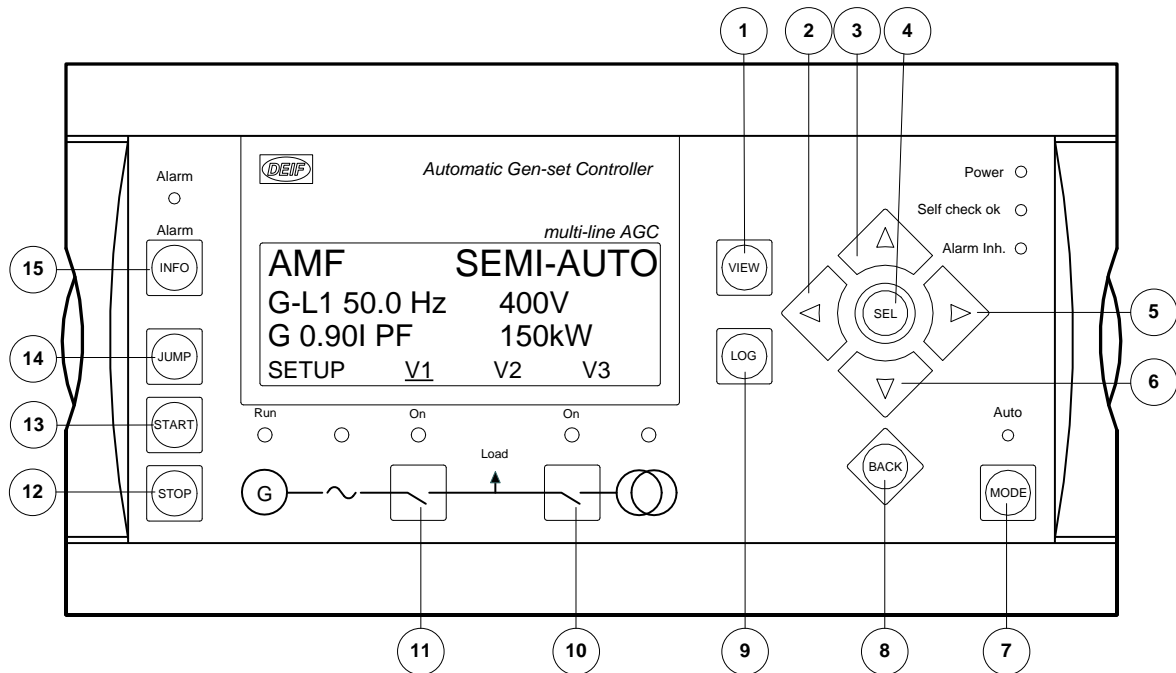 1
2
3
4
DEIF
Automatic Gen-set Controller
Power
Alarm
Self check ok
Alarm
multi-line AGC
Alarm Inh.
15
INFO
AMF SEMI-AUTO
VIEW
G-L1 50.0 Hz 400V
SEL
5
G 0.90I PF 150kW
14
JUMP
LOG
SETUP V1 V2 V3
6
13
START
Run
On
On
Auto
Load
12
STOP
G
BACK
MODE
11
10
9
8
7